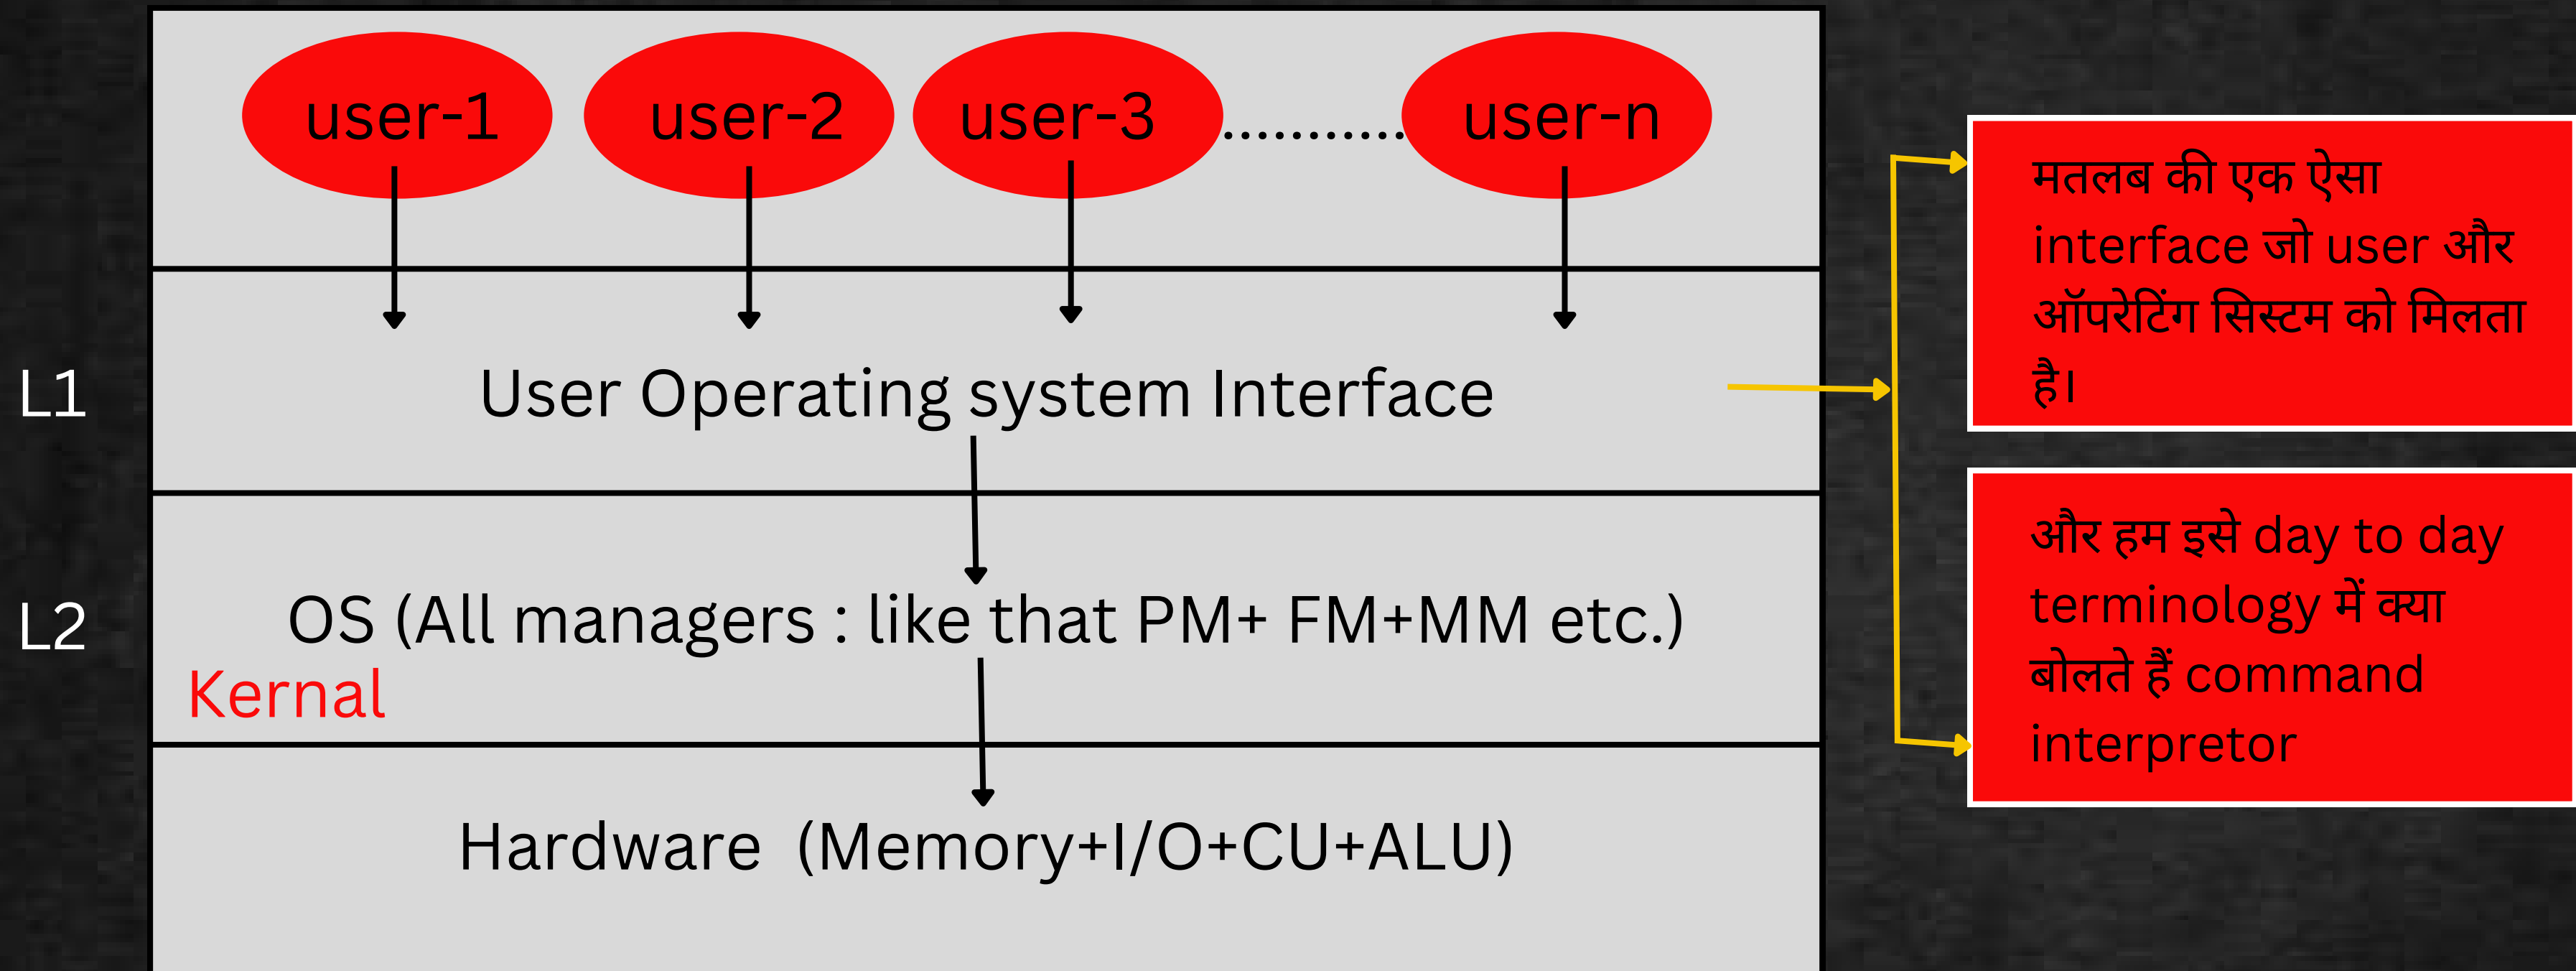 user-1 user-2 user-3 ........... user-n
L1 User Operating system Interface
L2 OS (All managers : like that PM+ FM+MM etc.)
Kernal
Hardware (Memory+I/O+CU+ALU)
मतलब की एक ऐसा
interface जो user और
ऑपरेटिंग सिस्टम को मिलता
है।
और हम इसे day to day
terminology में क्या
बोलते हैं command
interpretor